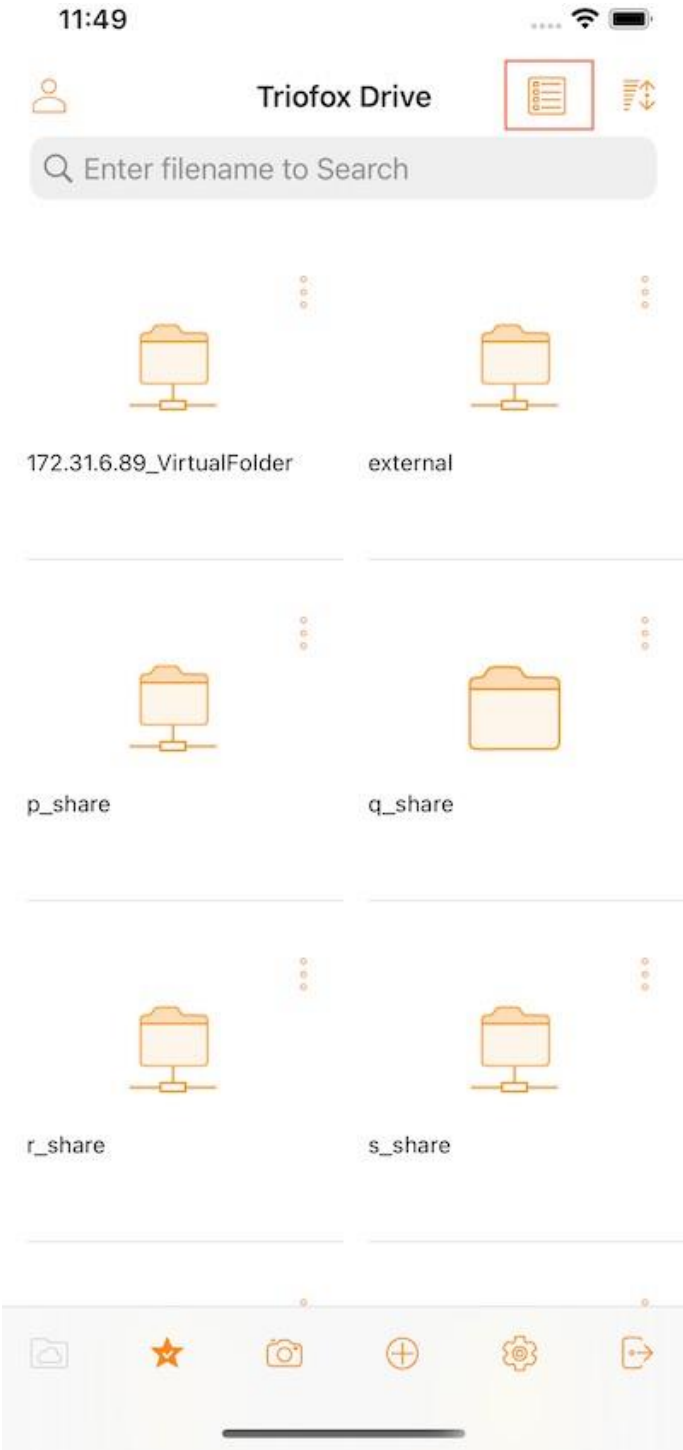 11:49
Triofox Drive
Enter filename to Search
172.31.6.89_VirtualFolder
external
p_share
q_share
r_share
s_share